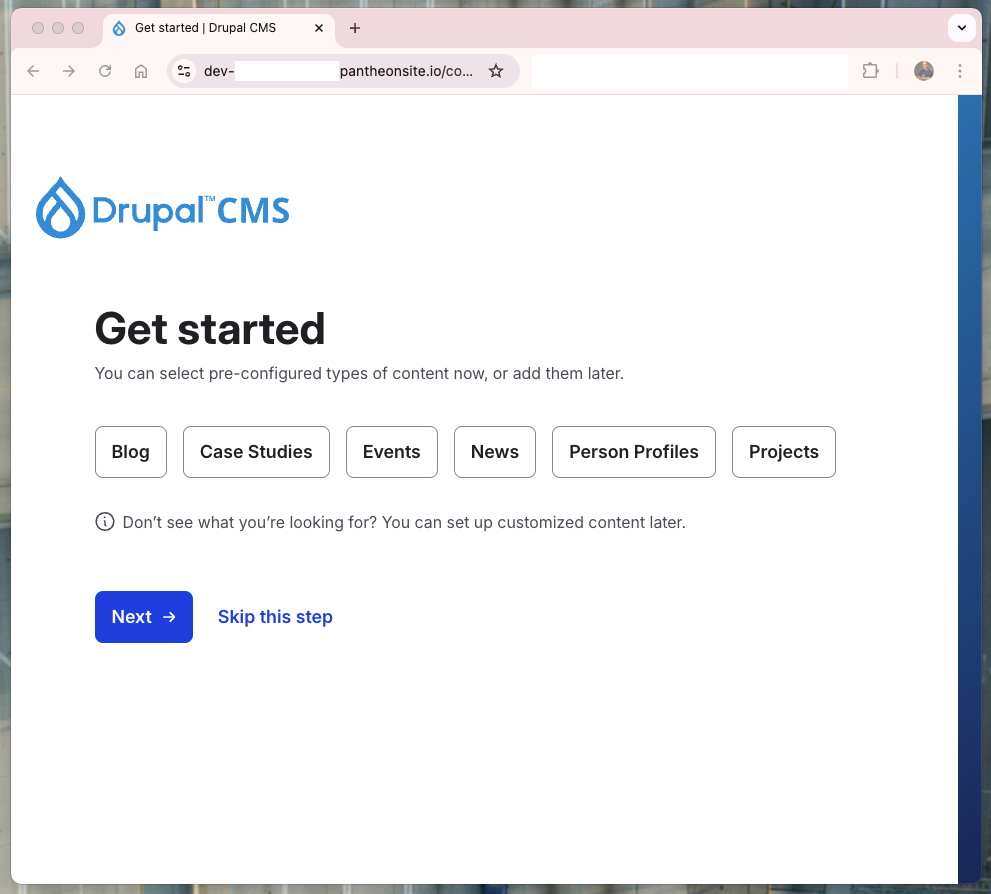 Get started | Drupal CMS
dev- pantheonsite.io/co...
Drupal™ CMS
Get started
You can select pre-configured types of content now, or add them later.
Blog Case Studies Events News Person Profiles Projects
Don’t see what you’re looking for? You can set up customized content later.
Next → Skip this step